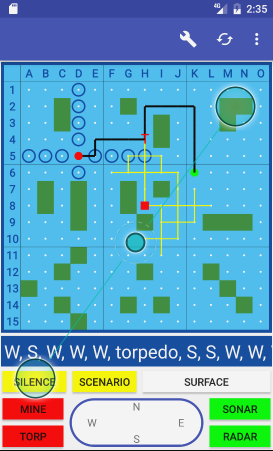 4G 2:35
A B C D E F G H I J K L M N O
1
2
3
4
5
6
7
8
9
10
11
12
13
14
15
W, S, W, W, W, torpedo, S, S, W, W,
SILENCE SCENARIO SURFACE
MINE N SONAR
W E
TORP S RADAR